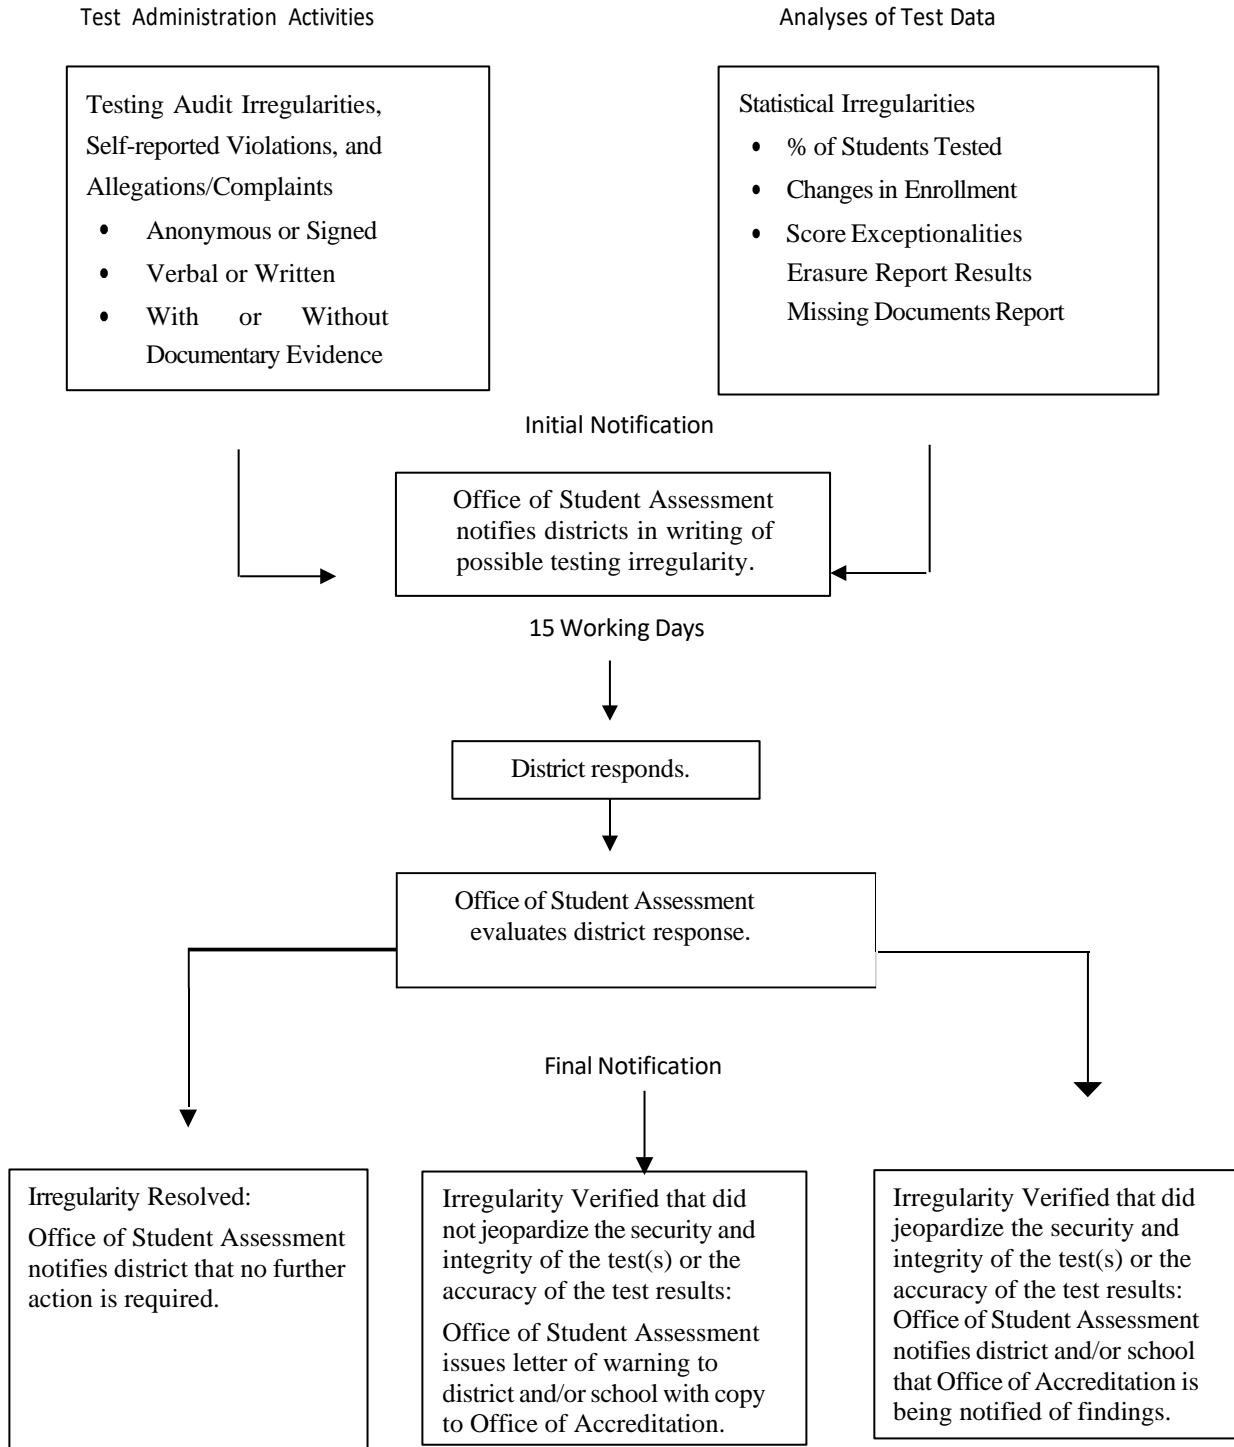 Test Administration Activities
Analyses of Test Data
Testing Audit Irregularities,
Self-reported Violations, and
Allegations/Complaints
• Anonymous or Signed
• Verbal or Written
• With or Without
Documentary Evidence
Statistical Irregularities
• % of Students Tested
• Changes in Enrollment
• Score Exceptionalities
Erasure Report Results
Missing Documents Report
Initial Notification
Office of Student Assessment
notifies districts in writing of
possible testing irregularity.
15 Working Days
District responds.
Office of Student Assessment
evaluates district response.
Final Notification
Irregularity Resolved:
Office of Student Assessment
notifies district that no further
action is required.
Irregularity Verified that did
not jeopardize the security and
integrity of the test(s) or the
accuracy of the test results:
Office of Student Assessment
issues letter of warning to
district and/or school with copy
to Office of Accreditation.
Irregularity Verified that did
jeopardize the security and
integrity of the test(s) or the
accuracy of the test results:
Office of Student Assessment
notifies district and/or school
that Office of Accreditation is
being notified of findings.